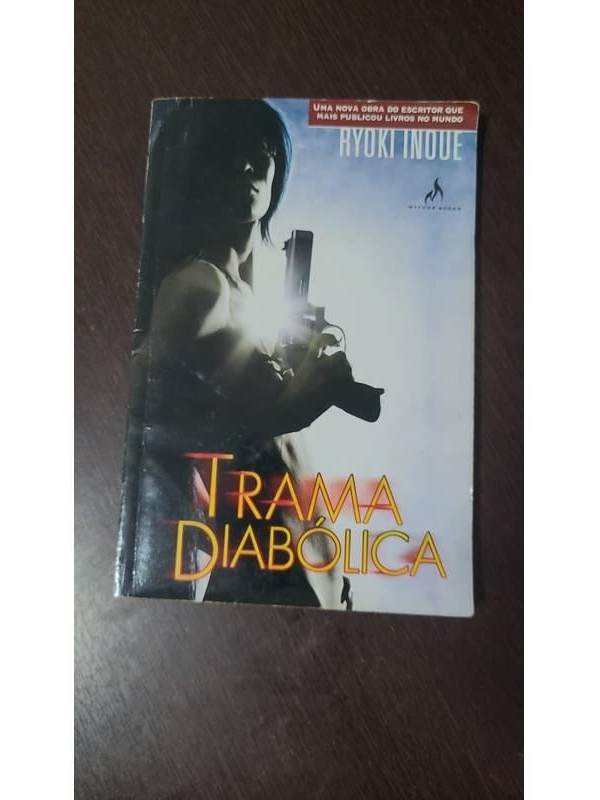 UMA NOVA OBRA DO ESCRITOR QUE
MAIS PUBLICOU LIVROS NO MUNDO
RYOKI INOUE
TRAMA
DIABÓLICA